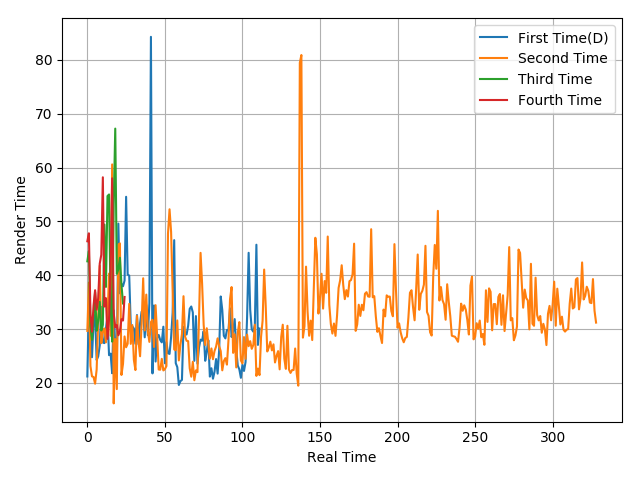 First Time(D)
Second Time
Third Time
Fourth Time
80
70
60
50
40
30
20
Render Time
0 50 100 150 200 250 300
Real Time